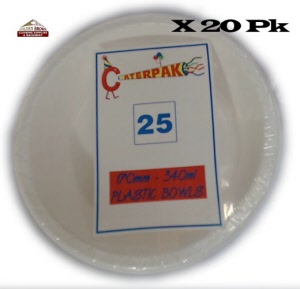 X 20 Pk
CATERPAK
25
170mm - 340ml
PLASTIC BOWLS